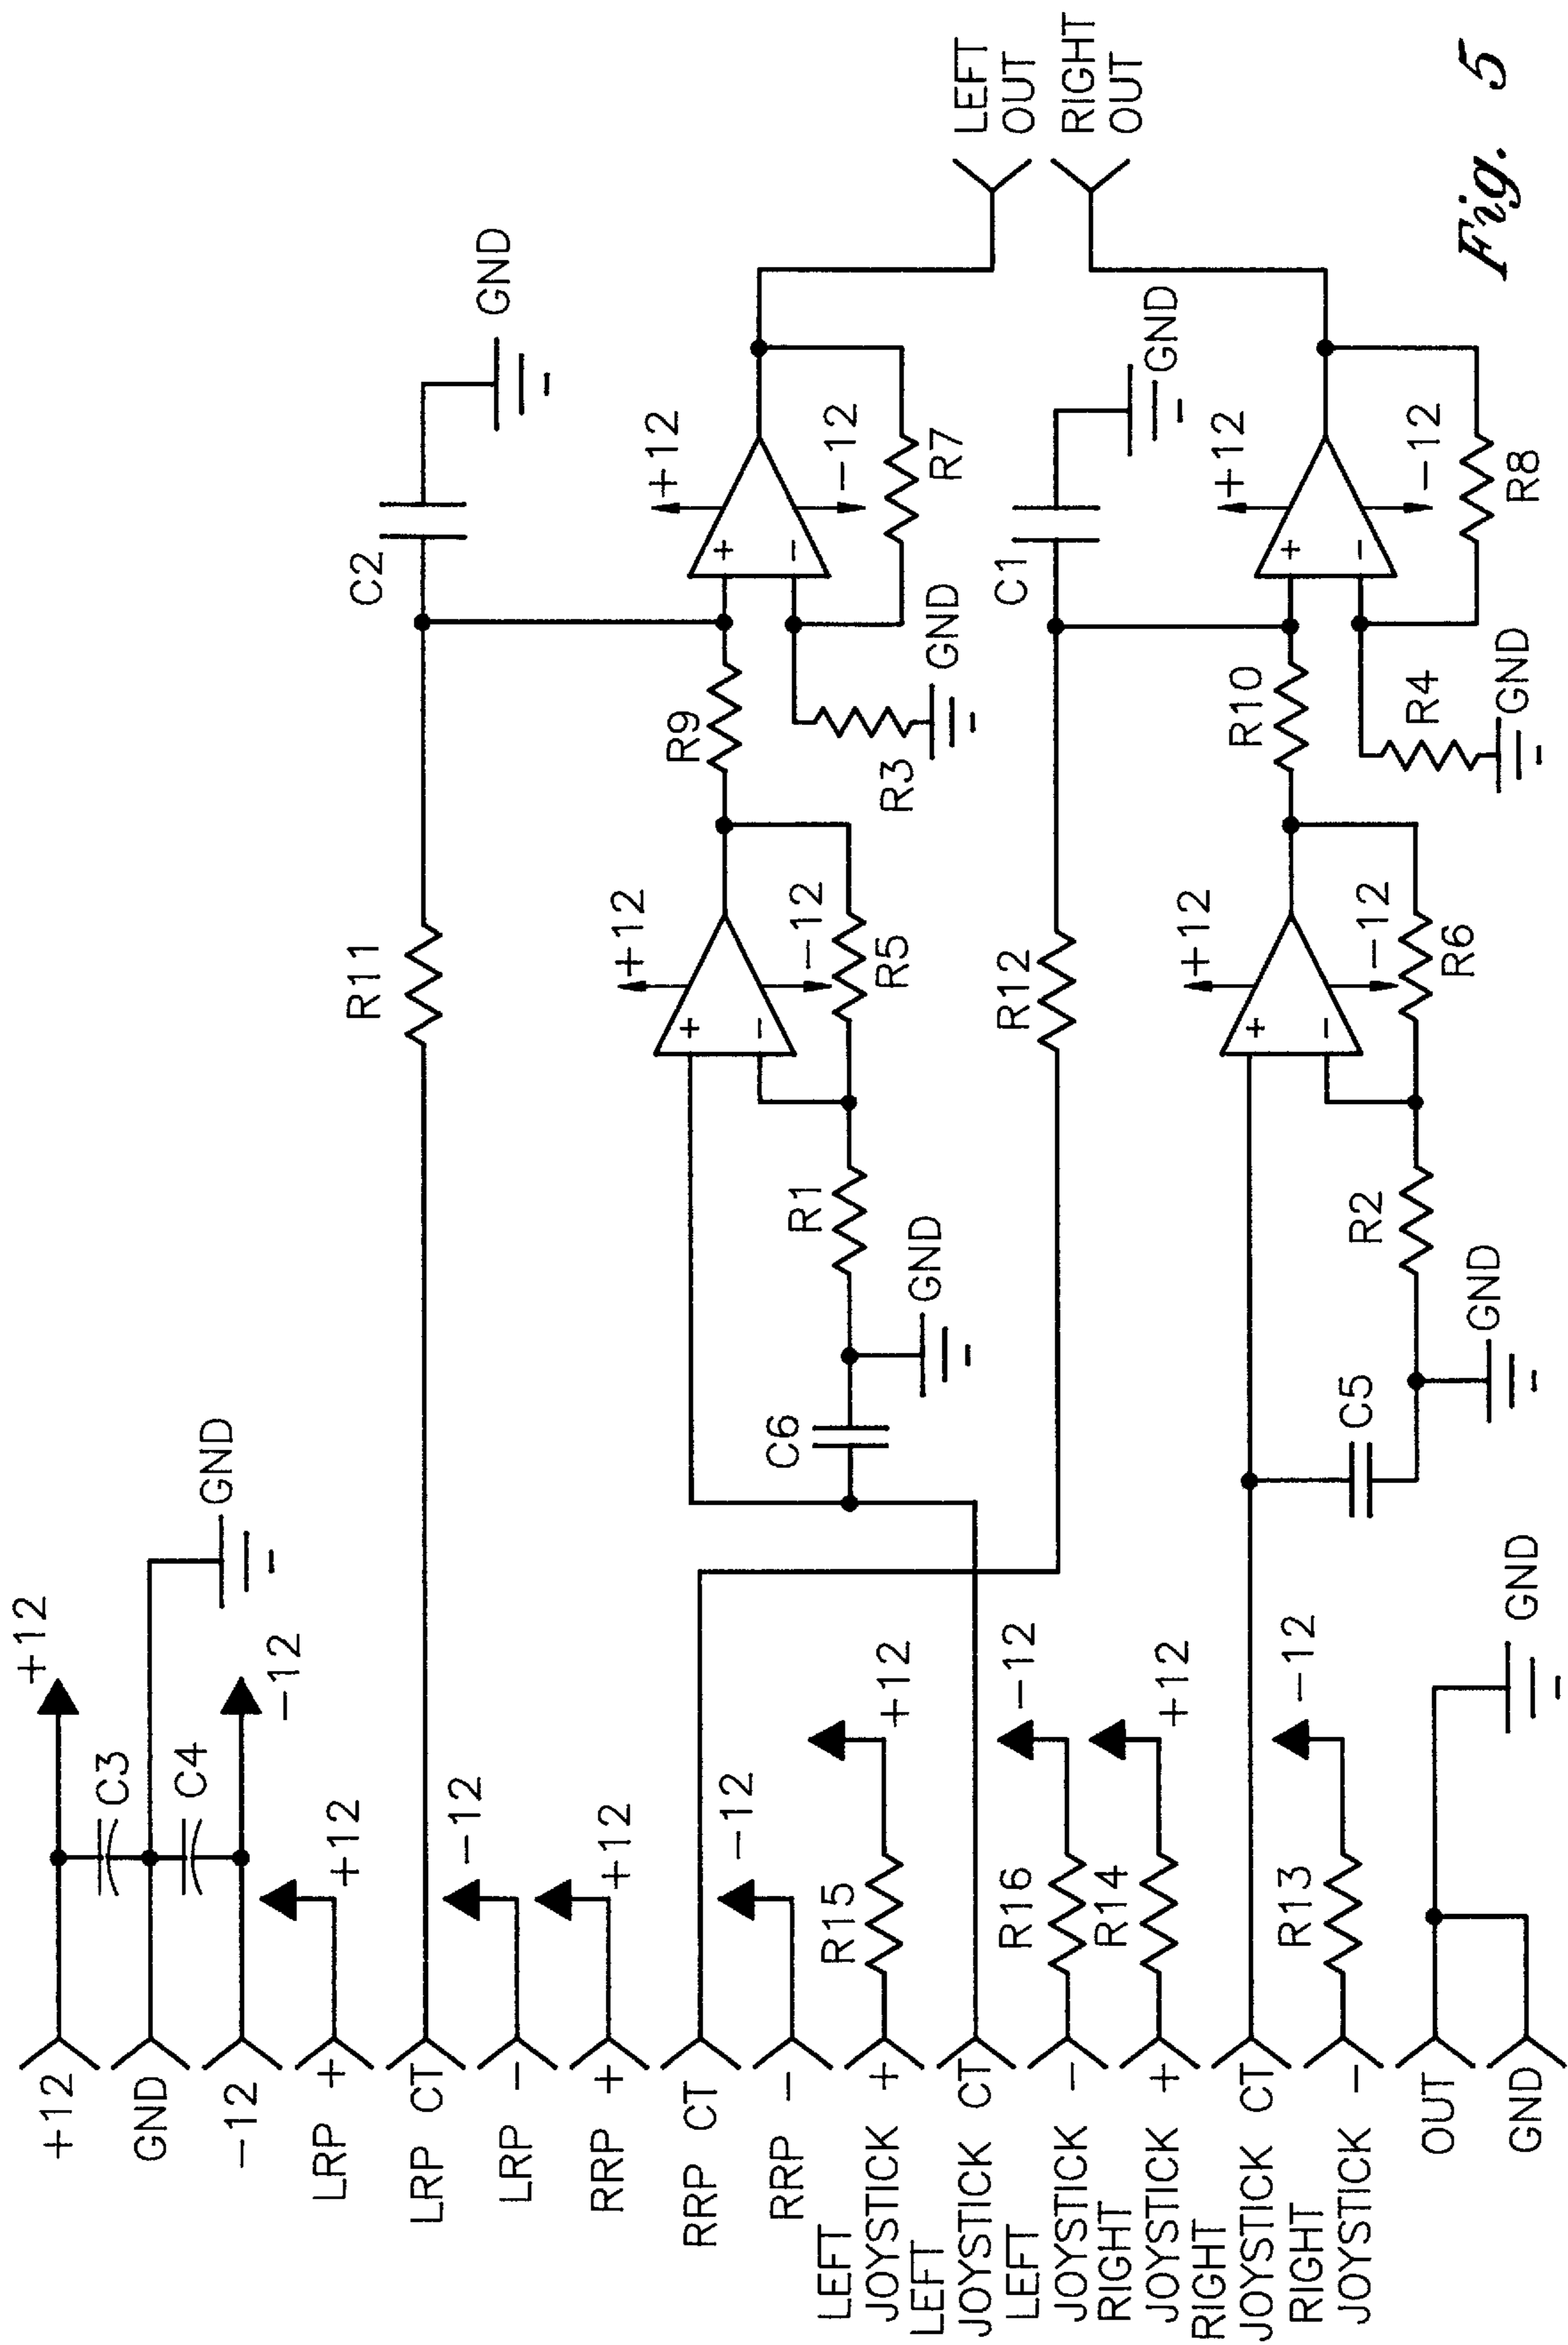 +12
GND
-12
LRP +
LRP CT
LRP -
RRP +
RRP CT
RRP -
LEFT
JOYSTICK +
LEFT
JOYSTICK CT
LEFT
JOYSTICK -
RIGHT
JOYSTICK +
RIGHT
JOYSTICK CT
RIGHT
JOYSTICK -
OUT
GND
+12
C3
C4
GND
-12
+12
-12
+12
-12
R15
+12
R16
-12
R14
+12
R13
-12
GND
R11
C2
GND
C6
GND
R1
+
-
+12
-12
R5
R9
R3
GND
+
-
+12
-12
R7
LEFT
OUT
R12
C1
GND
C5
GND
R2
+
-
+12
-12
R6
R10
R4
GND
+
-
+12
-12
R8
RIGHT
OUT
Fig. 5